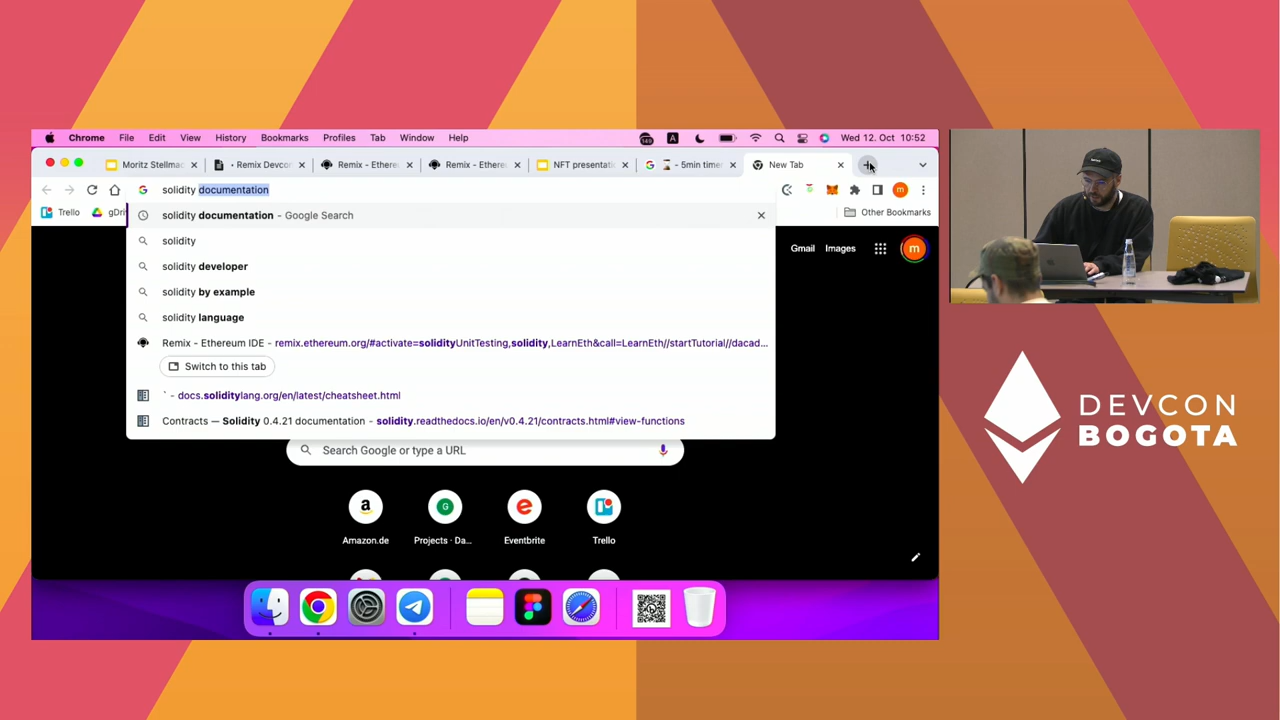 Chrome File Edit View History Bookmarks Profiles Tab Window Help
A Wed 12. Oct 10:52
Moritz Stellmac
• Remix Devco
Remix - Ethere
Remix - Ethere
NFT presentati
⌛ - 5min timer
New Tab
solidity documentation
Trello
gDri
Other Bookmarks
solidity documentation - Google Search
solidity
solidity developer
solidity by example
solidity language
Remix - Ethereum IDE - remix.ethereum.org/#activate=solidityUnitTesting,solidity,LearnEth&call=LearnEth//startTutorial//dacad...
Switch to this tab
` - docs.soliditylang.org/en/latest/cheatsheet.html
Contracts — Solidity 0.4.21 documentation - solidity.readthedocs.io/en/v0.4.21/contracts.html#view-functions
Gmail Images
m
m
Search Google or type a URL
a
G
e
Amazon.de
Projects · Da...
Eventbrite
Trello
DEVCON
BOGOTA